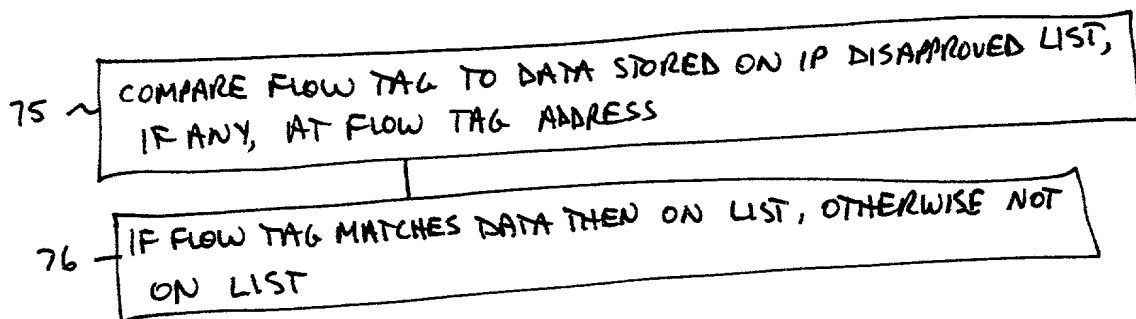 75 COMPARE FLOW TAG TO DATA STORED ON IP DISAPPROVED LIST,
IF ANY, AT FLOW TAG ADDRESS
76 IF FLOW TAG MATCHES DATA THEN ON LIST, OTHERWISE NOT
ON LIST